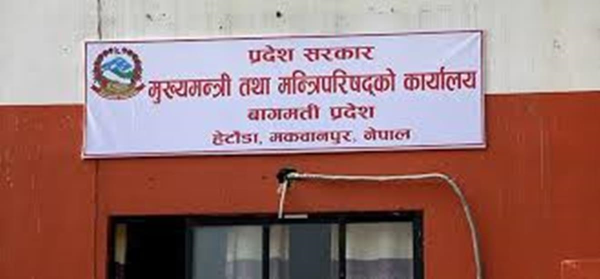 प्रदेश सरकार
मुख्यमन्त्री तथा मन्त्रिपरिषद्को कार्यालय
बागमती प्रदेश
हेटौंडा, मकवानपुर, नेपाल